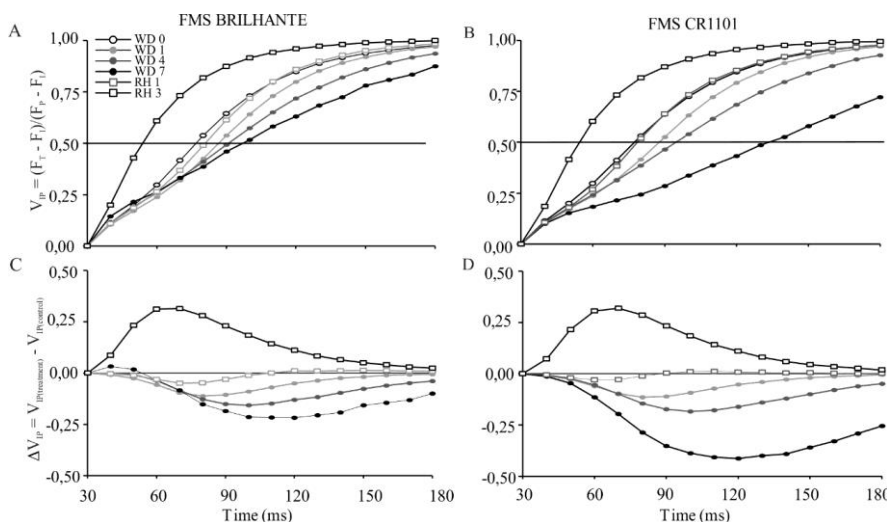 FMS BRILHANTE
FMS CR1101
A
B
1,00
0,75
0,50
0,25
0,00
V_IP = (F_T - F_I)/(F_P - F_I)
WD 0
WD 1
WD 4
WD 7
RH 1
RH 3
1,00
0,75
0,50
0,25
0,00
C
D
0,50
0,25
0,00
-0,25
-0,50
ΔV_IP = V_IP(treatment) - V_IP(control)
30 60 90 120 150 180
Time (ms)
0,50
0,25
0,00
-0,25
-0,50
30 60 90 120 150 180
Time (ms)